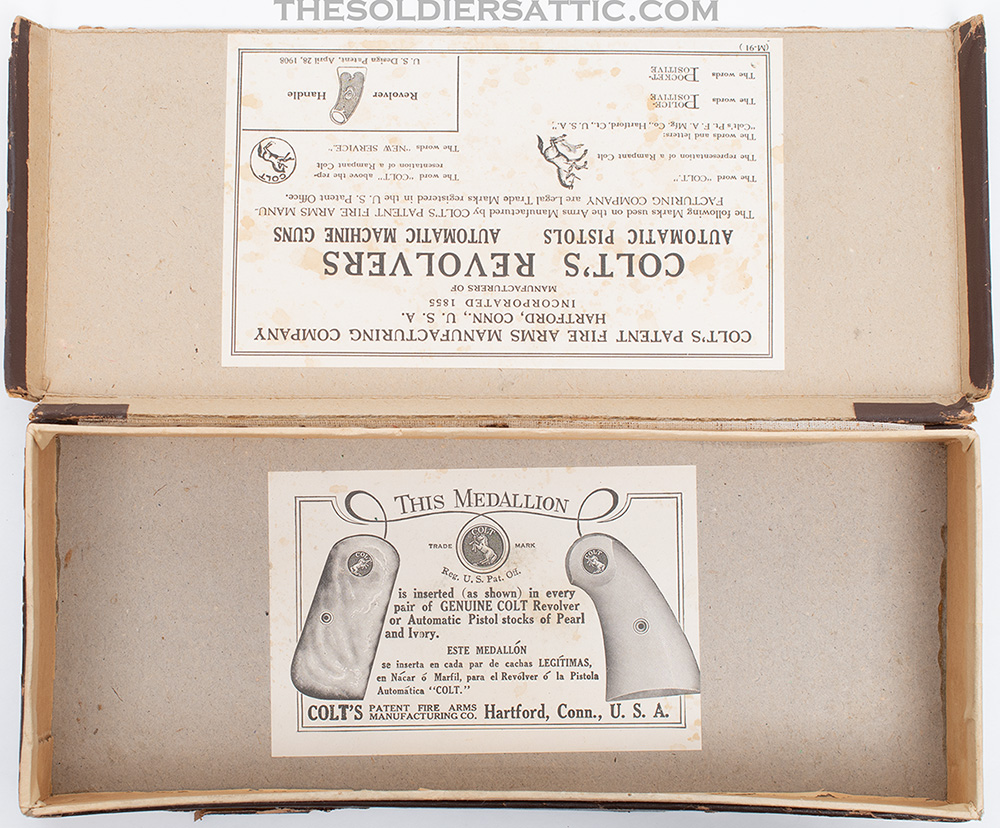 THESOLDIERSATTIC.COM
COLT'S PATENT FIRE ARMS MANUFACTURING COMPANY
HARTFORD, CONN., U. S. A.
INCORPORATED 1855
MANUFACTURERS OF
COLT'S REVOLVERS
AUTOMATIC PISTOLS AUTOMATIC MACHINE GUNS
The following Marks used on the Arms Manufactured by COLT'S PATENT FIRE ARMS MANU-
FACTURING COMPANY are Legal Trade Marks registered in the U. S. Patent Office.
The word "COLT."
The representation of a Rampant Colt
The words and letters:
"Colt's Pt. F. A. Mfg. Co., Hartford, Ct., U. S. A."
The words POLICE-POSITIVE
The words POCKET-POSITIVE
The word "COLT" above the rep-
resentation of a Rampant Colt
COLT
The words "NEW SERVICE."
Revolver Handle
U. S. Design Patent, April 28, 1908
(M-91)
THIS MEDALLION
COLT
COLT
COLT
TRADE MARK
Reg. U. S. Pat. Off.
is inserted (as shown) in every
pair of GENUINE COLT Revolver
or Automatic Pistol stocks of Pearl
and Ivory.
ESTE MEDALLÓN
se inserta en cada par de cachas LEGÍTIMAS,
en Nácar ó Marfil, para el Revólver ó la Pistola
Automática "COLT."
COLT'S PATENT FIRE ARMS MANUFACTURING CO. Hartford, Conn., U. S. A.